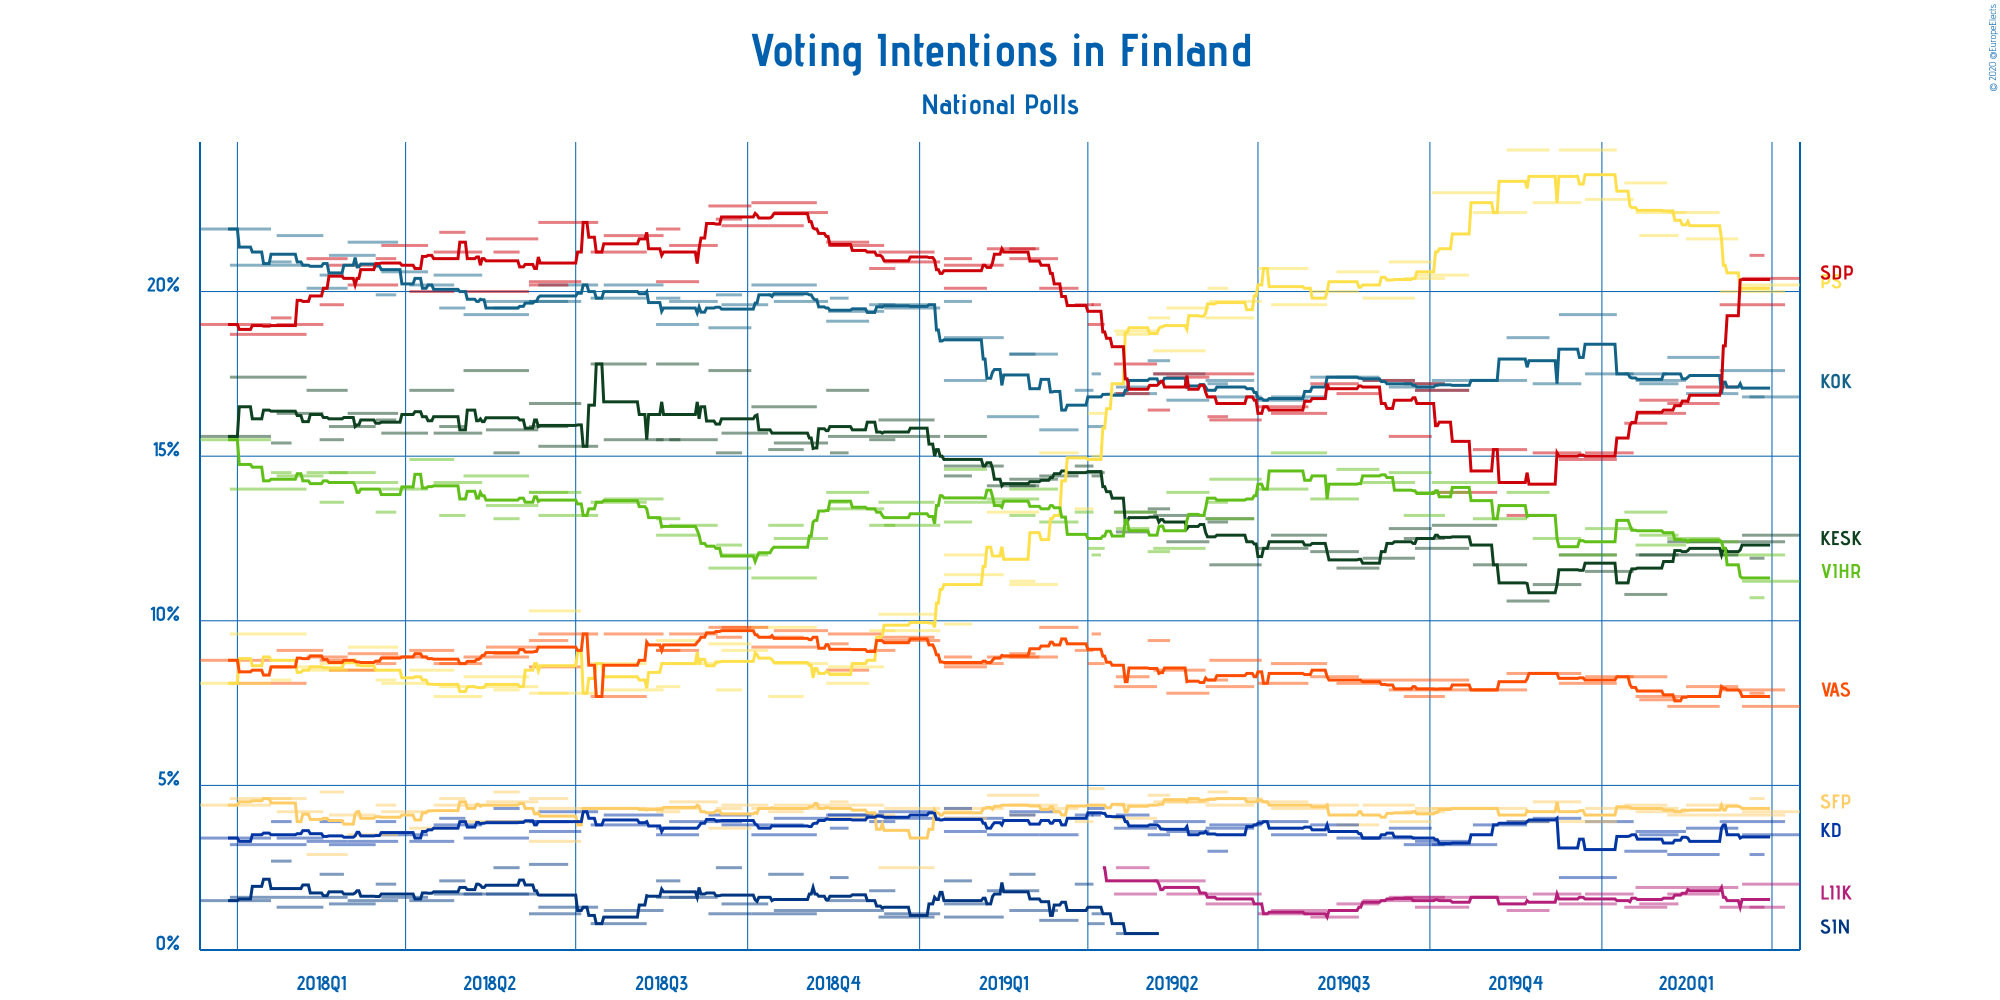 Voting Intentions in Finland
National Polls
© 2020 @EuropeElects
20%
15%
10%
5%
0%
SDP
PS
KOK
KESK
VIHR
VAS
SFP
KD
LIIK
SIN
2018Q1
2018Q2
2018Q3
2018Q4
2019Q1
2019Q2
2019Q3
2019Q4
2020Q1